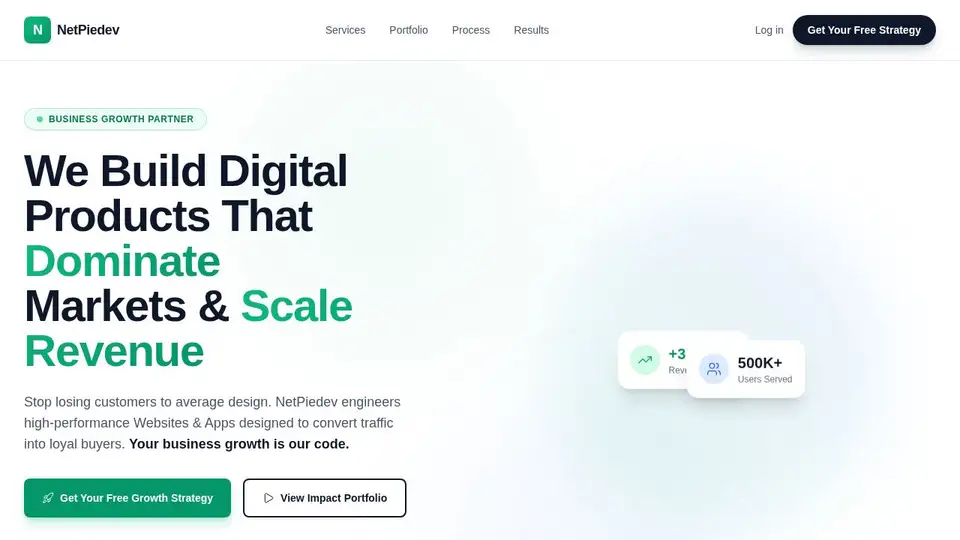 N NetPiedev
Services Portfolio Process Results
Log in Get Your Free Strategy
BUSINESS GROWTH PARTNER
We Build Digital
Products That
Dominate
Markets & Scale
Revenue
Stop losing customers to average design. NetPiedev engineers
high-performance Websites & Apps designed to convert traffic
into loyal buyers. Your business growth is our code.
Get Your Free Growth Strategy
View Impact Portfolio
+3
500K+
Users Served